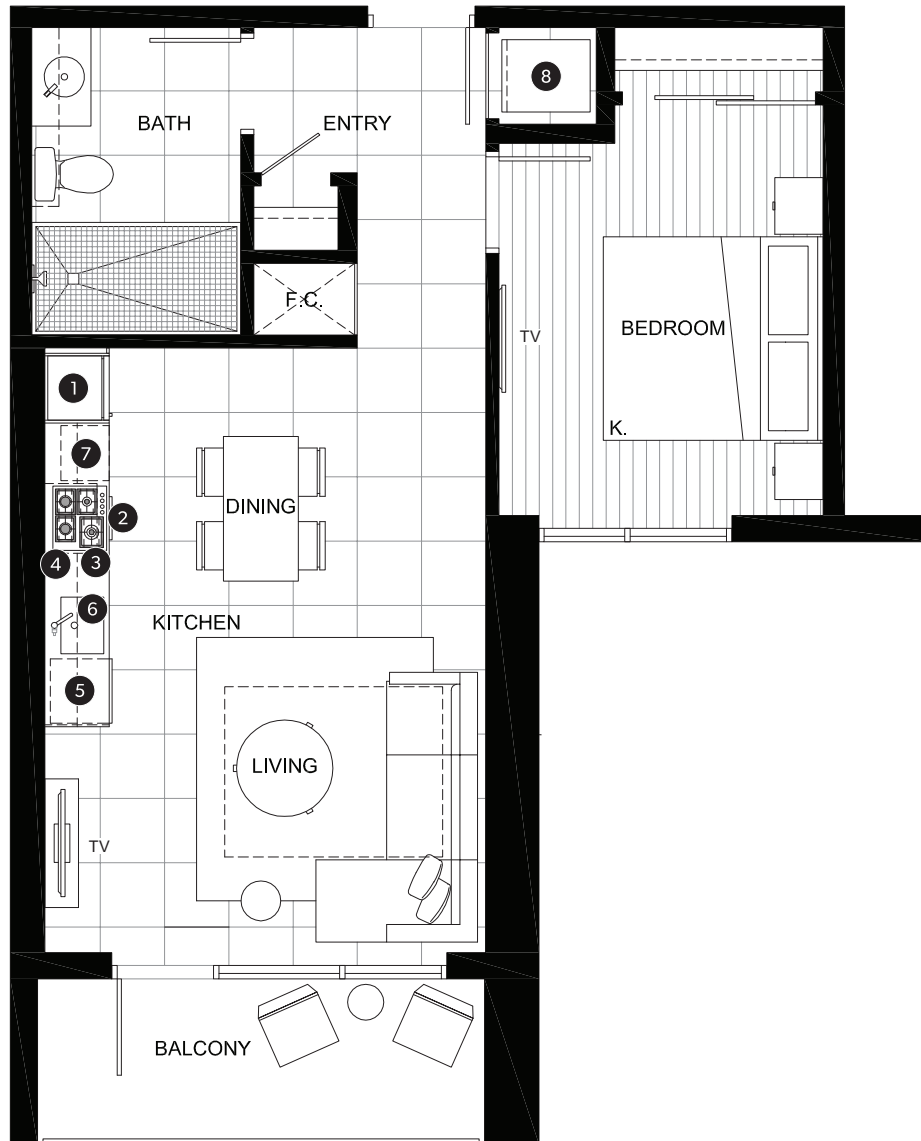 8
BATH
ENTRY
F.C.
TV
BEDROOM
K.
1
7
2
DINING
4
3
6
KITCHEN
5
LIVING
TV
BALCONY